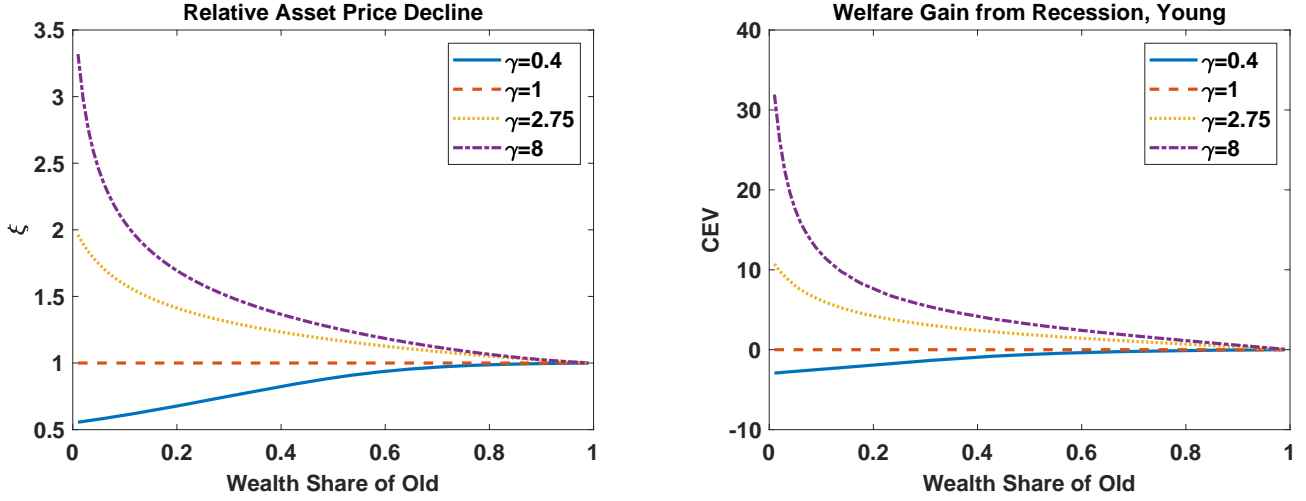 Relative Asset Price Decline
3.5
3
2.5
2
1.5
1
0.5
ξ
γ=0.4
γ=1
γ=2.75
γ=8
0
0.2
0.4
0.6
0.8
1
Wealth Share of Old
Welfare Gain from Recession, Young
40
30
20
10
0
-10
CEV
γ=0.4
γ=1
γ=2.75
γ=8
0
0.2
0.4
0.6
0.8
1
Wealth Share of Old